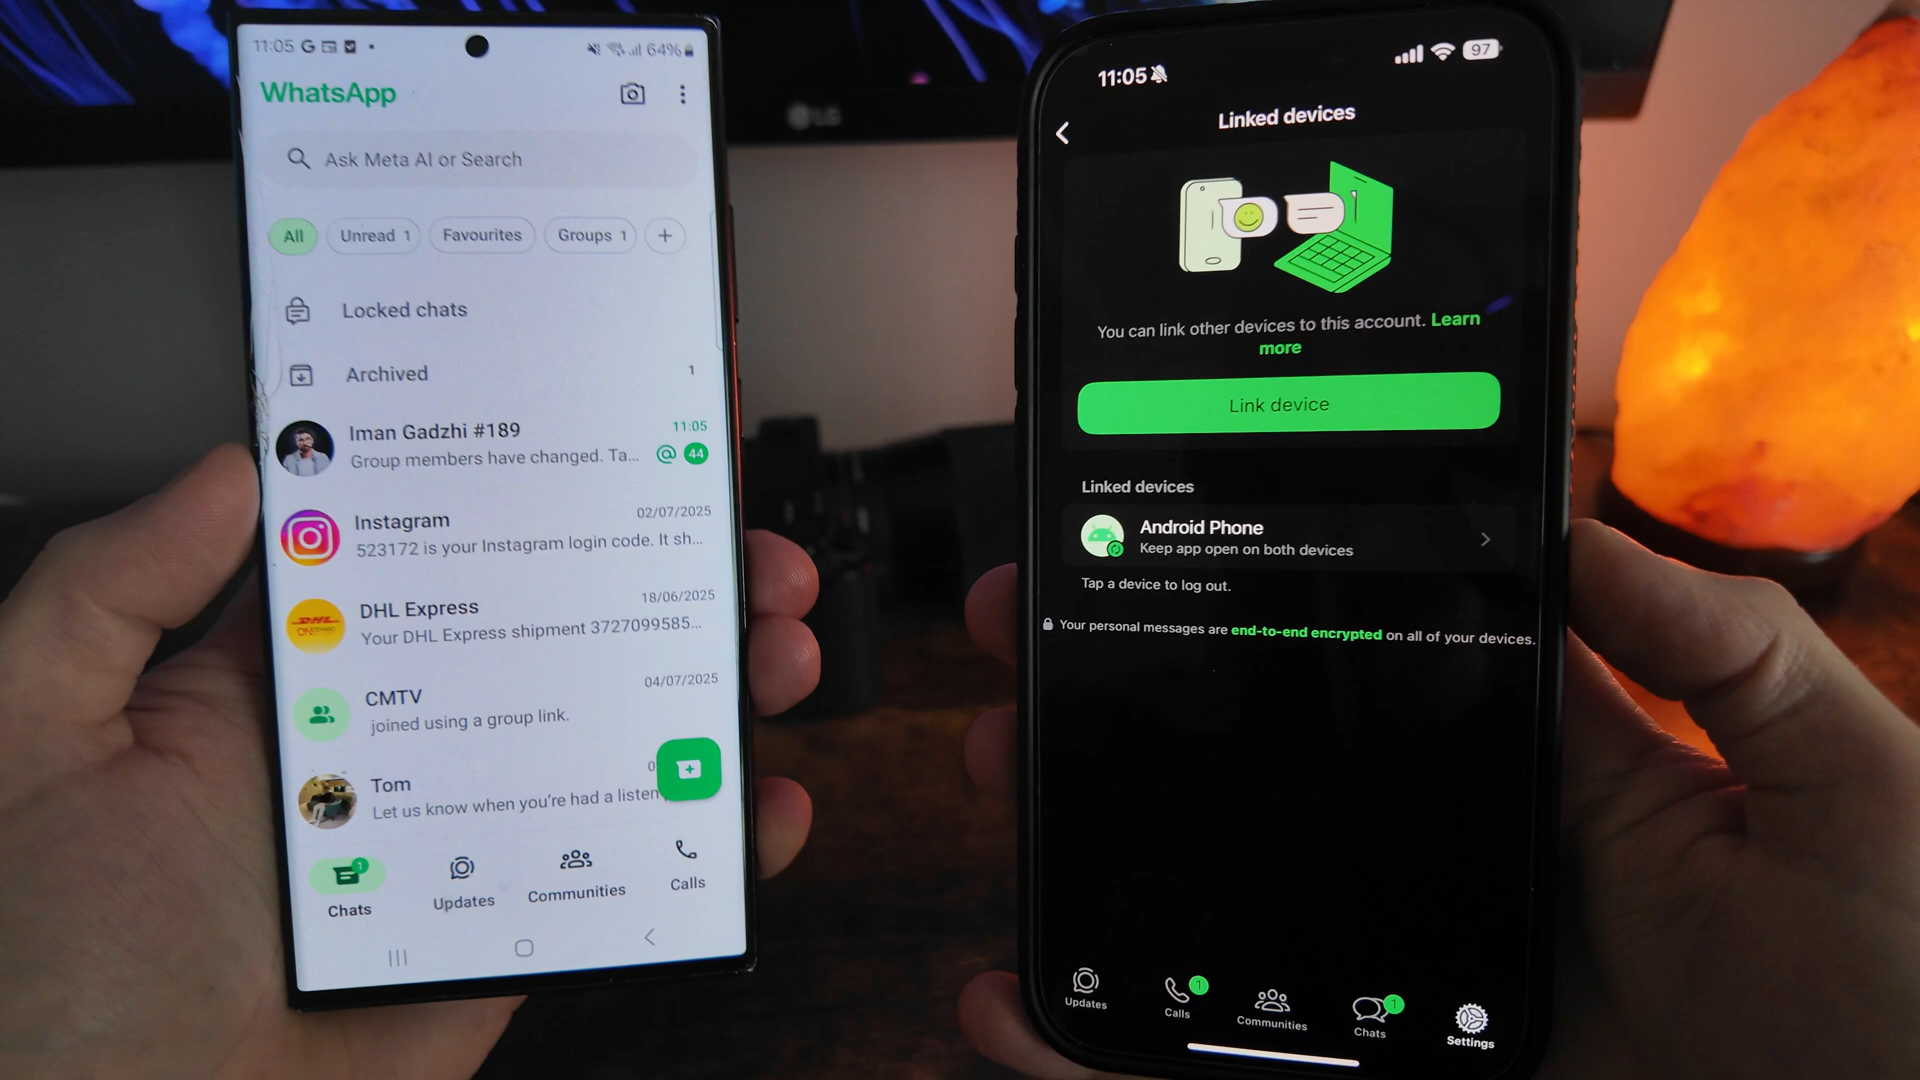 11:05
64%
WhatsApp
Ask Meta AI or Search
All
Unread 1
Favourites
Groups 1
+
Locked chats
Archived
1
Iman Gadzhi #189
11:05
Group members have changed. Ta...
@ 44
Instagram
02/07/2025
523172 is your Instagram login code. It sh...
DHL Express
18/06/2025
Your DHL Express shipment 3727099585...
CMTV
04/07/2025
joined using a group link.
Tom
0
Let us know when you're had a listen
1
Chats
Updates
Communities
Calls
LG
11:05
97
Linked devices
You can link other devices to this account. Learn
more
Link device
Linked devices
Android Phone
Keep app open on both devices
Tap a device to log out.
Your personal messages are end-to-end encrypted on all of your devices.
Updates
1
Calls
Communities
1
Chats
Settings